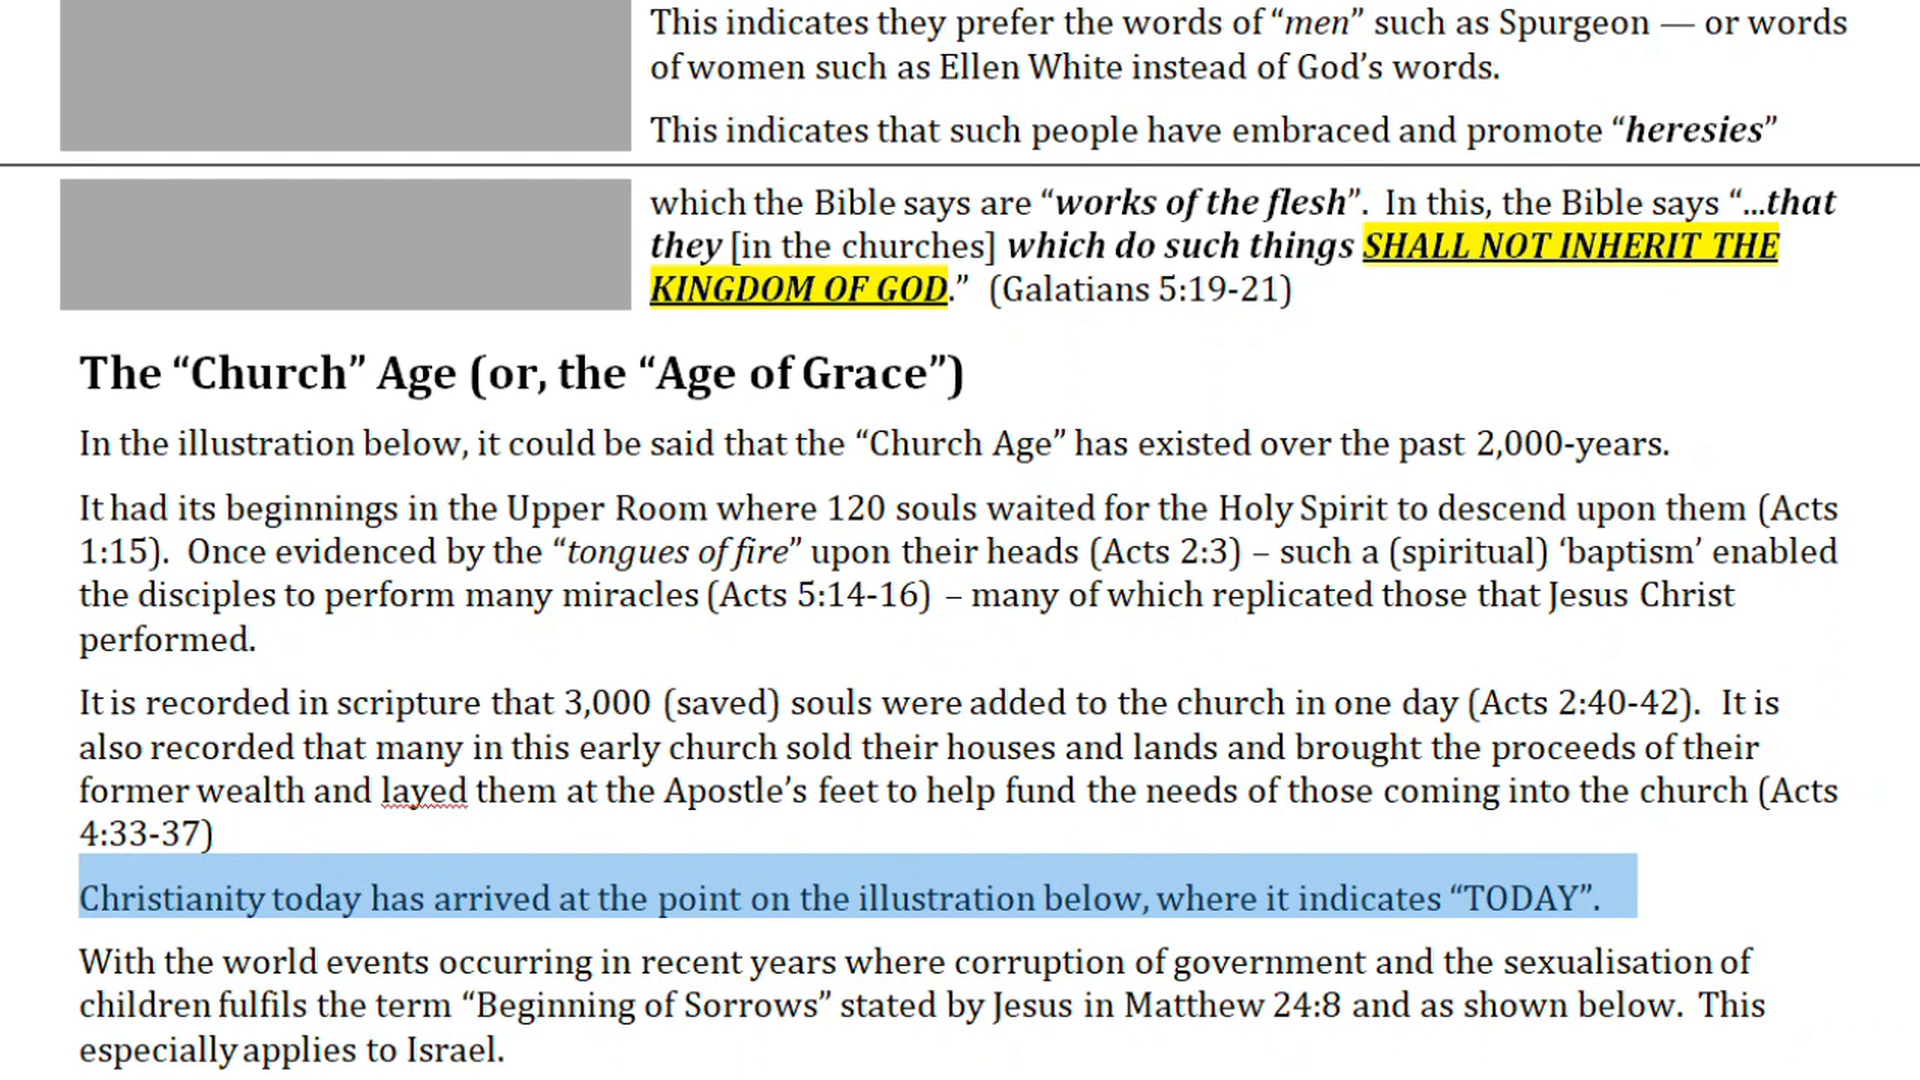 This indicates they prefer the words of “men” such as Spurgeon — or words
of women such as Ellen White instead of God’s words.
This indicates that such people have embraced and promote “heresies”
which the Bible says are “works of the flesh”.  In this, the Bible says “…that
they [in the churches] which do such things SHALL NOT INHERIT THE
KINGDOM OF GOD.”  (Galatians 5:19-21)
The “Church” Age (or, the “Age of Grace”)
In the illustration below, it could be said that the “Church Age” has existed over the past 2,000-years.
It had its beginnings in the Upper Room where 120 souls waited for the Holy Spirit to descend upon them (Acts
1:15).  Once evidenced by the “tongues of fire” upon their heads (Acts 2:3) – such a (spiritual) ‘baptism’ enabled
the disciples to perform many miracles (Acts 5:14-16) – many of which replicated those that Jesus Christ
performed.
It is recorded in scripture that 3,000 (saved) souls were added to the church in one day (Acts 2:40-42).  It is
also recorded that many in this early church sold their houses and lands and brought the proceeds of their
former wealth and layed them at the Apostle’s feet to help fund the needs of those coming into the church (Acts
4:33-37)
Christianity today has arrived at the point on the illustration below, where it indicates “TODAY”.
With the world events occurring in recent years where corruption of government and the sexualisation of
children fulfils the term “Beginning of Sorrows” stated by Jesus in Matthew 24:8 and as shown below.  This
especially applies to Israel.